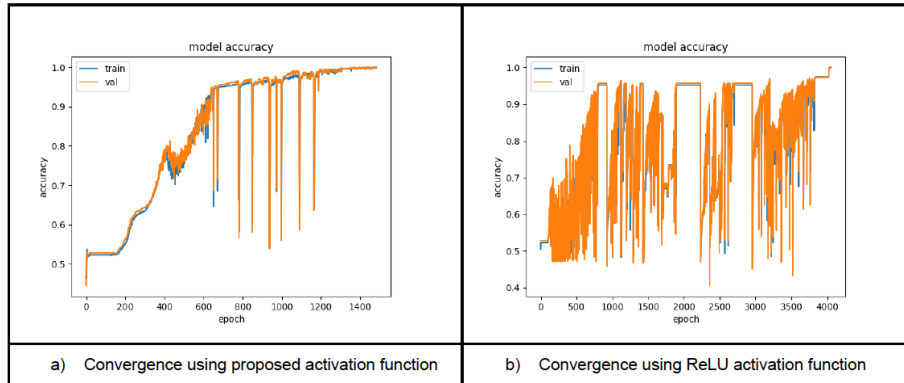 model accuracy
train
val
1.0
0.9
0.8
0.7
0.6
0.5
accuracy
0
200
400
600
800
1000
1200
1400
epoch
a) Convergence using proposed activation function
model accuracy
train
val
1.0
0.9
0.8
0.7
0.6
0.5
0.4
accuracy
0
500
1000
1500
2000
2500
3000
3500
4000
epoch
b) Convergence using ReLU activation function